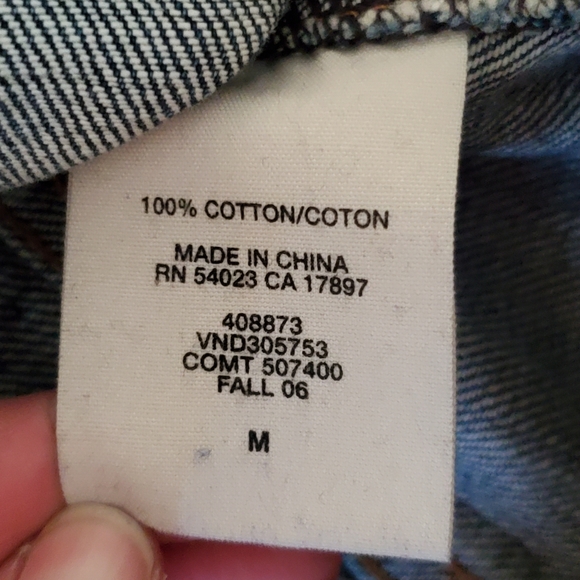 100% COTTON/COTON
MADE IN CHINA
RN 54023 CA 17897
408873
VND305753
COMT 507400
FALL 06
M